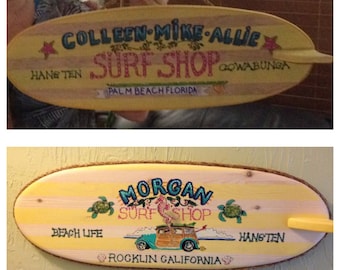 COLLEEN · MIKE · ALLIE
HANG TEN SURF SHOP COWABUNGA
PALM BEACH FLORIDA
MORGAN
SURF SHOP
BEACH LIFE HANG TEN
ROCKLIN CALIFORNIA